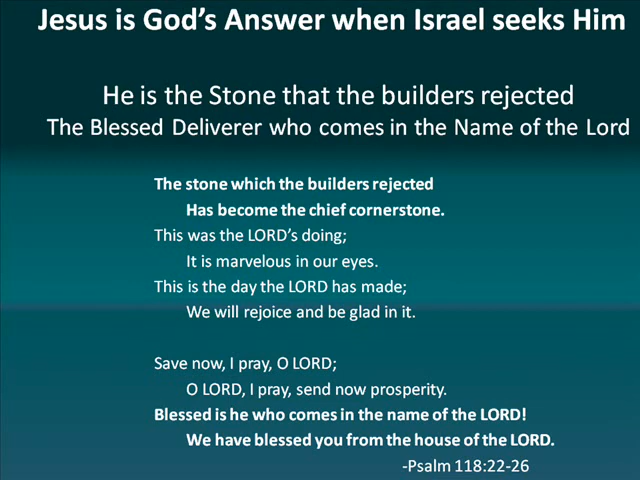 Jesus is God's Answer when Israel seeks Him
He is the Stone that the builders rejected
The Blessed Deliverer who comes in the Name of the Lord
The stone which the builders rejected
Has become the chief cornerstone.
This was the LORD's doing;
It is marvelous in our eyes.
This is the day the LORD has made;
We will rejoice and be glad in it.
Save now, I pray, O LORD;
O LORD, I pray, send now prosperity.
Blessed is he who comes in the name of the LORD!
We have blessed you from the house of the LORD.
-Psalm 118:22-26